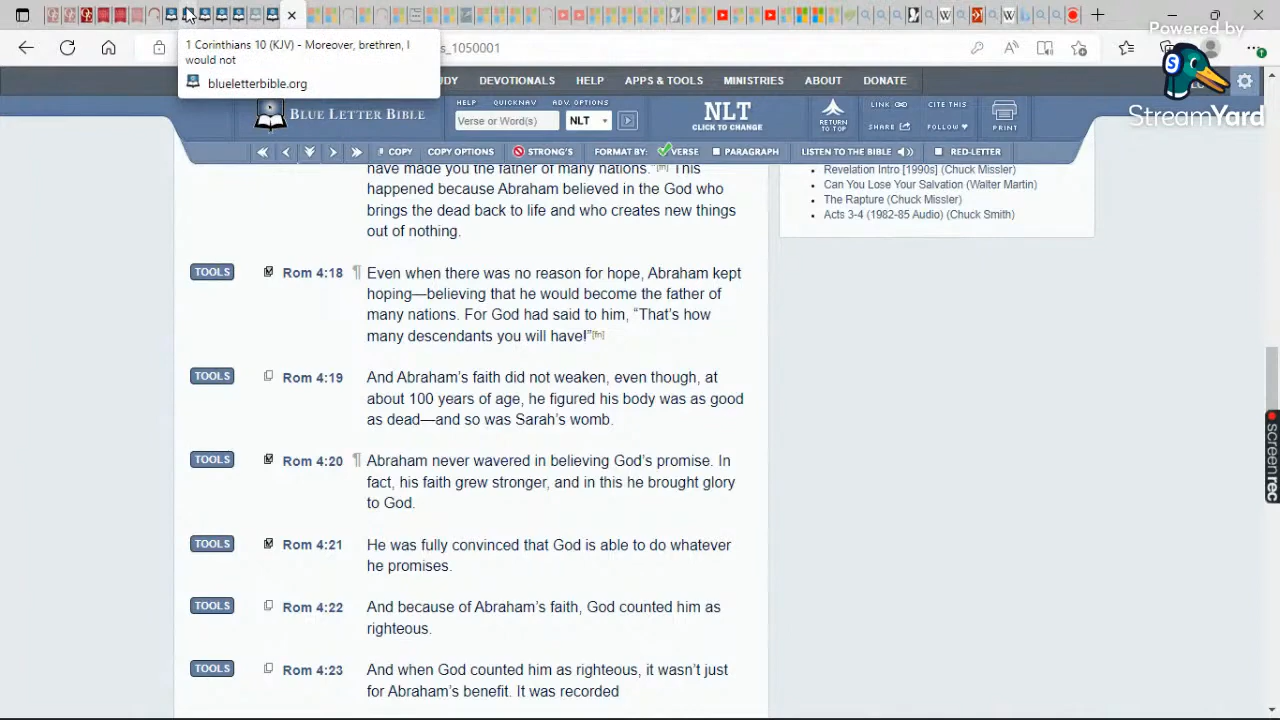 1 Corinthians 10 (KJV) - Moreover, brethren, I
would not
blueletterbible.org
s_1050001
Powered by
StreamYard
DEVOTIONALS
HELP
APPS & TOOLS
MINISTRIES
ABOUT
DONATE
BLUE LETTER BIBLE
HELP
QUICKNAV
ADV. OPTIONS
Verse or Word(s)
NLT
NLT
CLICK TO CHANGE
RETURN
TO TOP
LINK
CITE THIS
SHARE
FOLLOW
PRINT
COPY
COPY OPTIONS
STRONG'S
FORMAT BY:
VERSE
PARAGRAPH
LISTEN TO THE BIBLE
RED-LETTER
have made you the father of many nations.”[fn] This
happened because Abraham believed in the God who
brings the dead back to life and who creates new things
out of nothing.
TOOLS
Rom 4:18
¶
Even when there was no reason for hope, Abraham kept
hoping—believing that he would become the father of
many nations. For God had said to him, “That’s how
many descendants you will have!”[fn]
TOOLS
Rom 4:19
And Abraham’s faith did not weaken, even though, at
about 100 years of age, he figured his body was as good
as dead—and so was Sarah’s womb.
TOOLS
Rom 4:20
¶
Abraham never wavered in believing God’s promise. In
fact, his faith grew stronger, and in this he brought glory
to God.
TOOLS
Rom 4:21
He was fully convinced that God is able to do whatever
he promises.
TOOLS
Rom 4:22
And because of Abraham’s faith, God counted him as
righteous.
TOOLS
Rom 4:23
And when God counted him as righteous, it wasn’t just
for Abraham’s benefit. It was recorded
Revelation Intro [1990s] (Chuck Missler)
Can You Lose Your Salvation (Walter Martin)
The Rapture (Chuck Missler)
Acts 3-4 (1982-85 Audio) (Chuck Smith)
screenrec